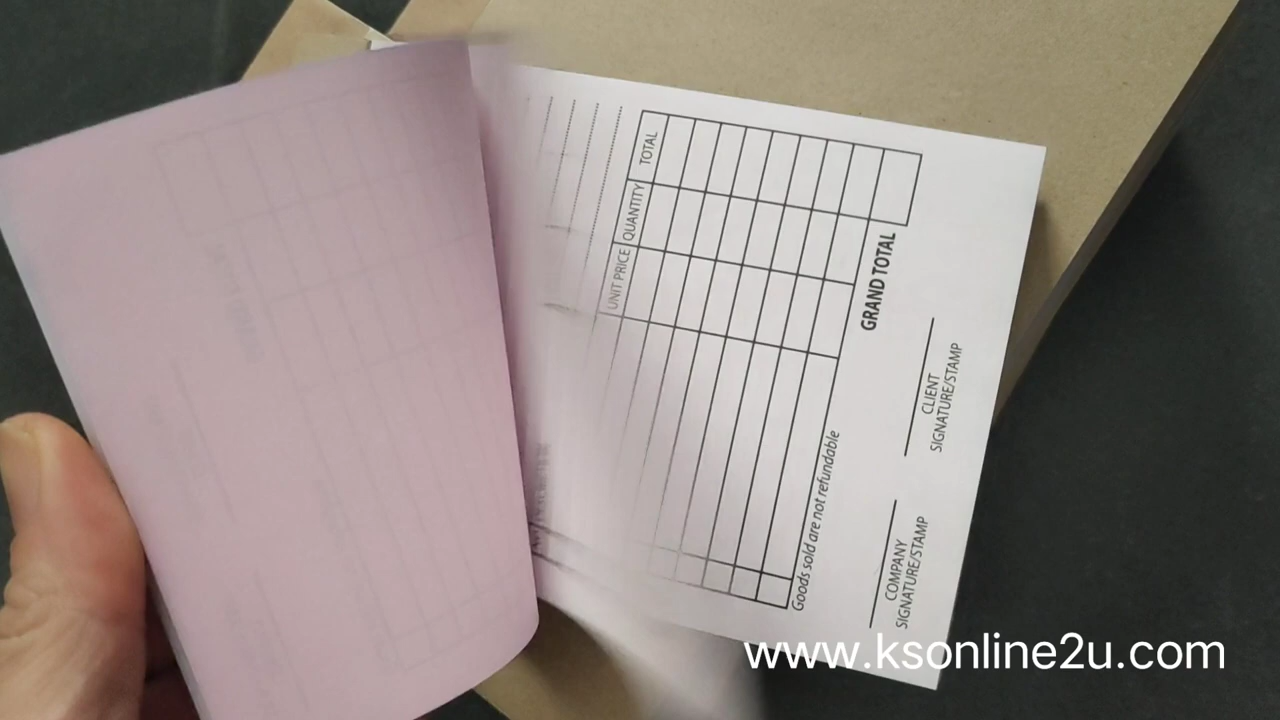 UNIT PRICE QUANTITY TOTAL
GRAND TOTAL
Goods sold are not refundable
COMPANY
SIGNATURE/STAMP
CLIENT
SIGNATURE/STAMP
www.ksonline2u.com